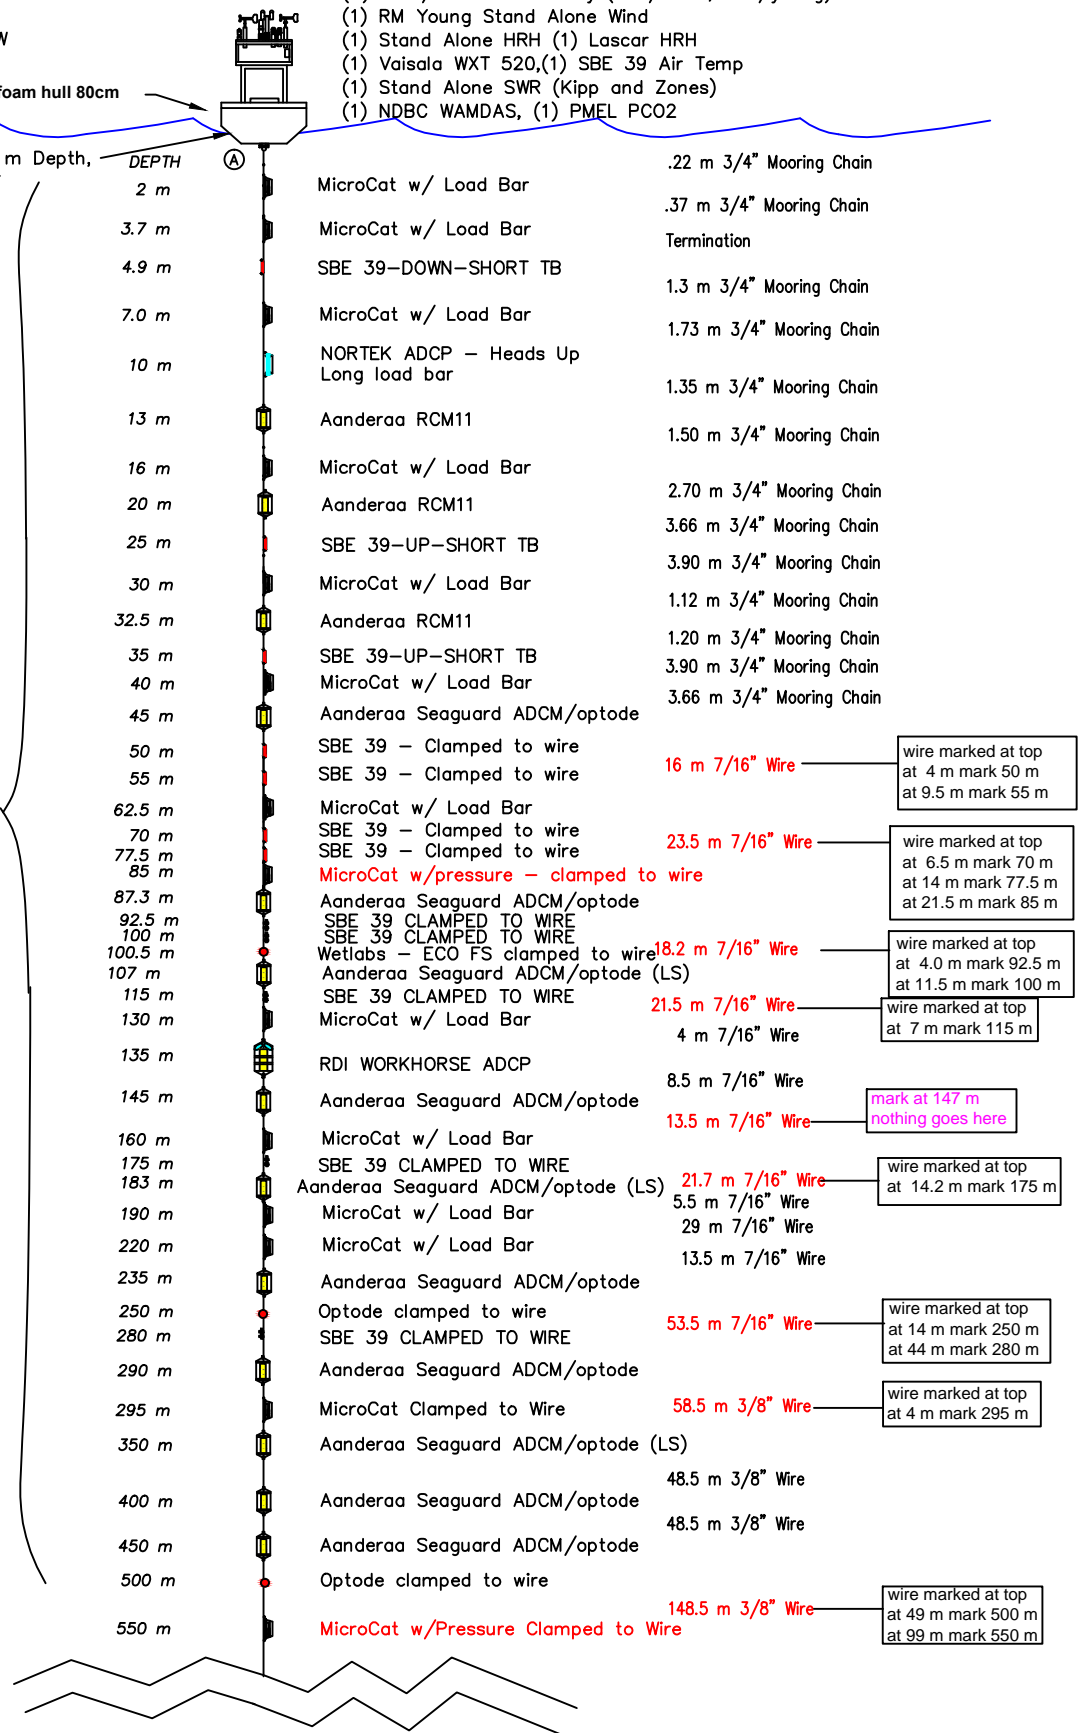 (1) RM Young Stand Alone Wind
(1) Stand Alone HRH (1) Lascar HRH
(1) Vaisala WXT 520,(1) SBE 39 Air Temp
(1) Stand Alone SWR (Kipp and Zones)
(1) NDBC WAMDAS, (1) PMEL PCO2
W
foam hull 80cm
m Depth,
DEPTH
A
.22 m 3/4" Mooring Chain
2 m MicroCat w/ Load Bar
.37 m 3/4" Mooring Chain
3.7 m MicroCat w/ Load Bar
Termination
4.9 m SBE 39-DOWN-SHORT TB
1.3 m 3/4" Mooring Chain
7.0 m MicroCat w/ Load Bar
1.73 m 3/4" Mooring Chain
10 m NORTEK ADCP - Heads Up
Long load bar
1.35 m 3/4" Mooring Chain
13 m Aanderaa RCM11
1.50 m 3/4" Mooring Chain
16 m MicroCat w/ Load Bar
2.70 m 3/4" Mooring Chain
20 m Aanderaa RCM11
3.66 m 3/4" Mooring Chain
25 m SBE 39-UP-SHORT TB
3.90 m 3/4" Mooring Chain
30 m MicroCat w/ Load Bar
1.12 m 3/4" Mooring Chain
32.5 m Aanderaa RCM11
1.20 m 3/4" Mooring Chain
35 m SBE 39-UP-SHORT TB
3.90 m 3/4" Mooring Chain
40 m MicroCat w/ Load Bar
3.66 m 3/4" Mooring Chain
45 m Aanderaa Seaguard ADCM/optode
50 m SBE 39 - Clamped to wire
16 m 7/16" Wire
wire marked at top
at 4 m mark 50 m
at 9.5 m mark 55 m
55 m SBE 39 - Clamped to wire
62.5 m MicroCat w/ Load Bar
70 m SBE 39 - Clamped to wire
23.5 m 7/16" Wire
wire marked at top
at 6.5 m mark 70 m
at 14 m mark 77.5 m
at 21.5 m mark 85 m
77.5 m SBE 39 - Clamped to wire
85 m MicroCat w/pressure - clamped to wire
87.3 m Aanderaa Seaguard ADCM/optode
92.5 m SBE 39 CLAMPED TO WIRE
100 m SBE 39 CLAMPED TO WIRE
100.5 m Wetlabs - ECO FS clamped to wire
18.2 m 7/16" Wire
wire marked at top
at 4.0 m mark 92.5 m
at 11.5 m mark 100 m
107 m Aanderaa Seaguard ADCM/optode (LS)
115 m SBE 39 CLAMPED TO WIRE
21.5 m 7/16" Wire
wire marked at top
at 7 m mark 115 m
130 m MicroCat w/ Load Bar
4 m 7/16" Wire
135 m RDI WORKHORSE ADCP
8.5 m 7/16" Wire
145 m Aanderaa Seaguard ADCM/optode
13.5 m 7/16" Wire
mark at 147 m
nothing goes here
160 m MicroCat w/ Load Bar
175 m SBE 39 CLAMPED TO WIRE
21.7 m 7/16" Wire
wire marked at top
at 14.2 m mark 175 m
183 m Aanderaa Seaguard ADCM/optode (LS)
5.5 m 7/16" Wire
190 m MicroCat w/ Load Bar
29 m 7/16" Wire
220 m MicroCat w/ Load Bar
13.5 m 7/16" Wire
235 m Aanderaa Seaguard ADCM/optode
250 m Optode clamped to wire
53.5 m 7/16" Wire
wire marked at top
at 14 m mark 250 m
at 44 m mark 280 m
280 m SBE 39 CLAMPED TO WIRE
290 m Aanderaa Seaguard ADCM/optode
295 m MicroCat Clamped to Wire
58.5 m 3/8" Wire
wire marked at top
at 4 m mark 295 m
350 m Aanderaa Seaguard ADCM/optode (LS)
48.5 m 3/8" Wire
400 m Aanderaa Seaguard ADCM/optode
48.5 m 3/8" Wire
450 m Aanderaa Seaguard ADCM/optode
500 m Optode clamped to wire
148.5 m 3/8" Wire
wire marked at top
at 49 m mark 500 m
at 99 m mark 550 m
550 m MicroCat w/Pressure Clamped to Wire